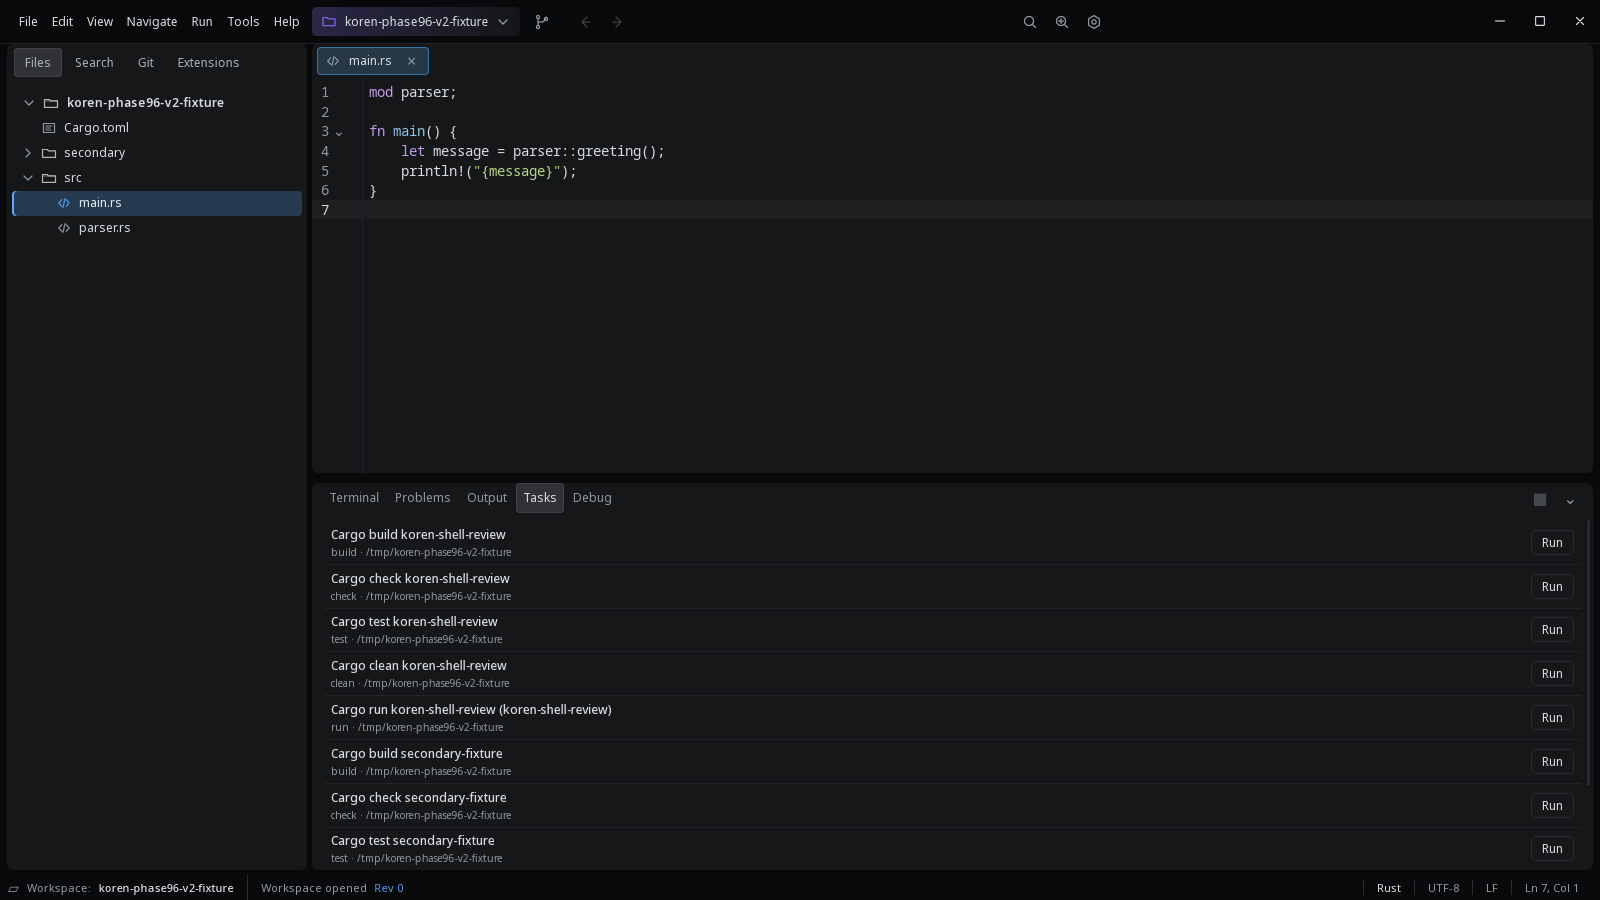 File Edit View Navigate Run Tools Help koren-phase96-v2-fixture
Files Search Git Extensions
koren-phase96-v2-fixture
Cargo.toml
secondary
src
main.rs
parser.rs
main.rs
1 mod parser;
2
3 fn main() {
4     let message = parser::greeting();
5     println!("{message}");
6 }
7
Terminal Problems Output Tasks Debug
Cargo build koren-shell-review
build · /tmp/koren-phase96-v2-fixture
Run
Cargo check koren-shell-review
check · /tmp/koren-phase96-v2-fixture
Run
Cargo test koren-shell-review
test · /tmp/koren-phase96-v2-fixture
Run
Cargo clean koren-shell-review
clean · /tmp/koren-phase96-v2-fixture
Run
Cargo run koren-shell-review (koren-shell-review)
run · /tmp/koren-phase96-v2-fixture
Run
Cargo build secondary-fixture
build · /tmp/koren-phase96-v2-fixture
Run
Cargo check secondary-fixture
check · /tmp/koren-phase96-v2-fixture
Run
Cargo test secondary-fixture
test · /tmp/koren-phase96-v2-fixture
Run
Workspace: koren-phase96-v2-fixture Workspace opened Rev 0 Rust UTF-8 LF Ln 7, Col 1